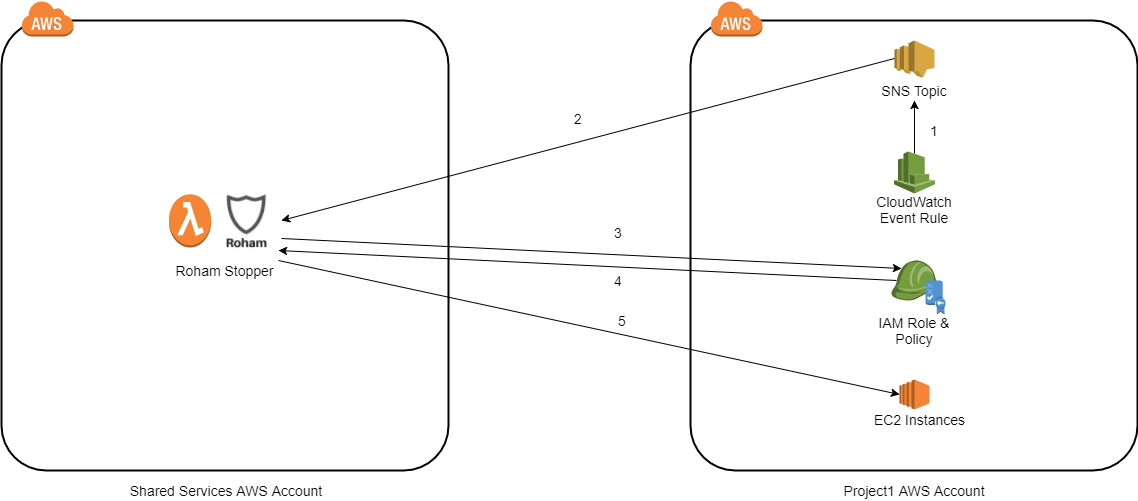 AWS
AWS
SNS Topic
2
1
CloudWatch
Event Rule
λ
Roham
Roham Stopper
3
4
IAM Role &
Policy
5
EC2 Instances
Shared Services AWS Account
Project1 AWS Account